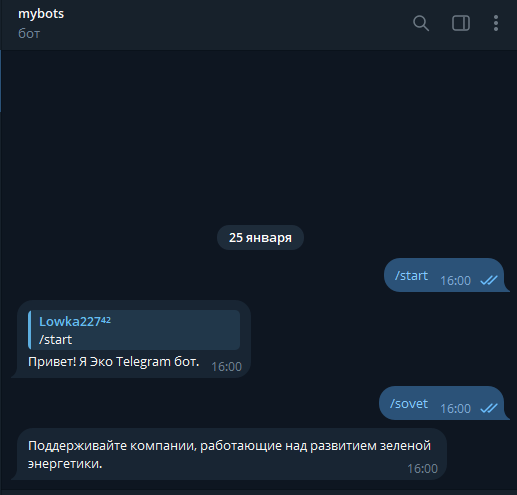 mybots
бот
25 января
/start 16:00
Lowka227⁴²
/start
Привет! Я Эко Telegram бот. 16:00
/sovet 16:00
Поддерживайте компании, работающие над развитием зеленой
энергетики. 16:00